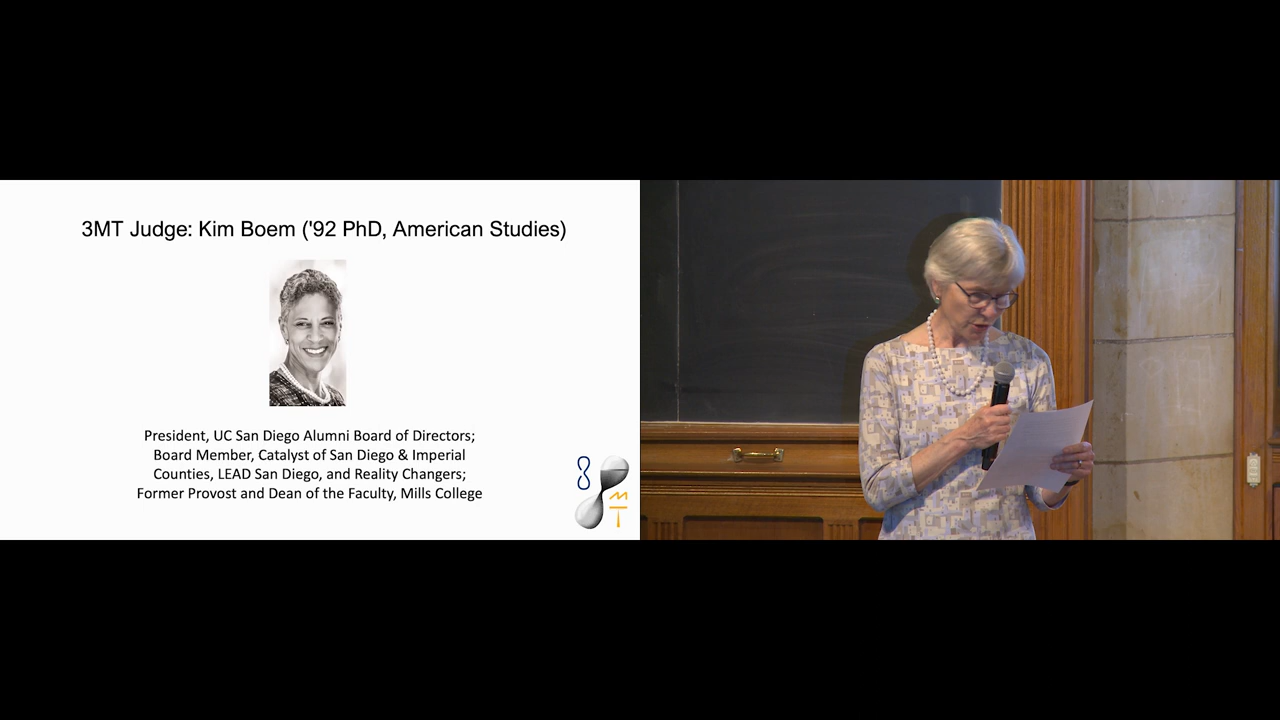 3MT Judge: Kim Boem ('92 PhD, American Studies)
President, UC San Diego Alumni Board of Directors;
Board Member, Catalyst of San Diego & Imperial
Counties, LEAD San Diego, and Reality Changers;
Former Provost and Dean of the Faculty, Mills College
MT